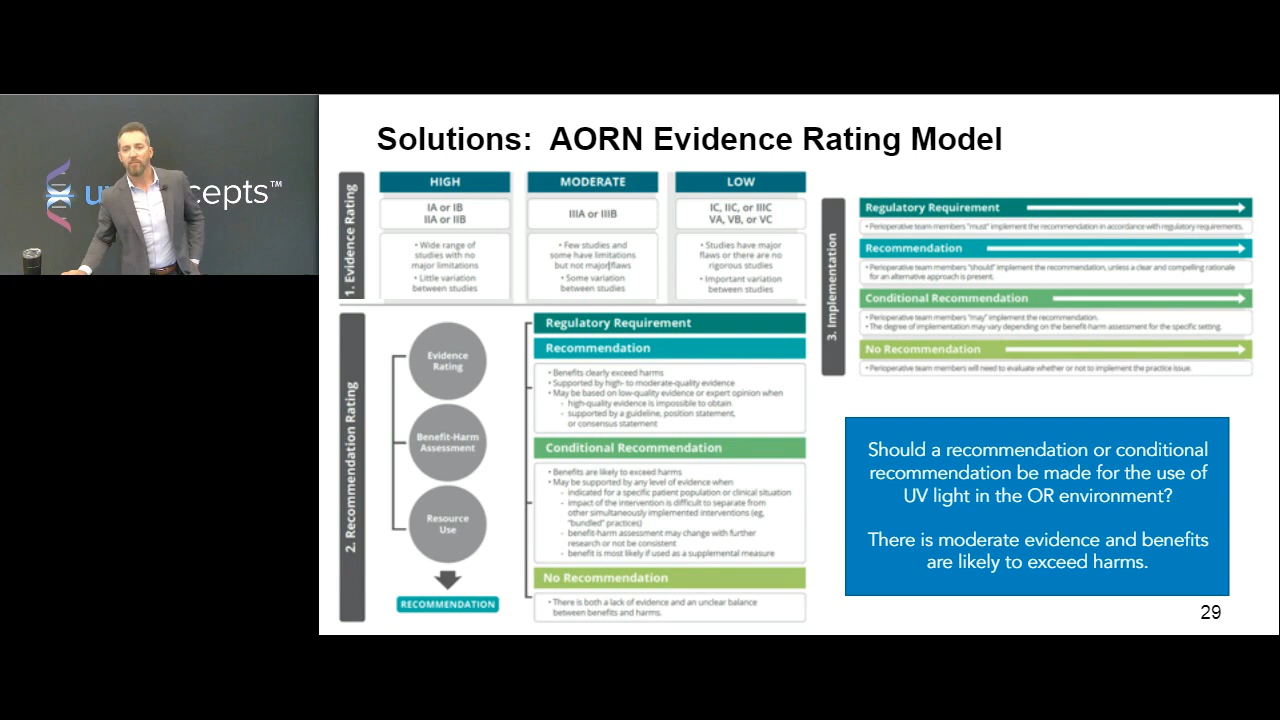 Solutions: AORN Evidence Rating Model
1. Evidence Rating
HIGH
IA or IB
IIA or IIB
• Wide range of
studies with no
major limitations
• Little variation
between studies
MODERATE
IIIA or IIIB
• Few studies and
some have limitations
but not major flaws
• Some variation
between studies
LOW
IC, IIC, or IIIC
VA, VB, or VC
• Studies have major
flaws or there are no
rigorous studies
• Important variation
between studies
2. Recommendation Rating
Evidence
Rating
Benefit-Harm
Assessment
Resource
Use
RECOMMENDATION
Regulatory Requirement
Recommendation
• Benefits clearly exceed harms
• Supported by high- to moderate-quality evidence
• May be based on low-quality evidence or expert opinion when
- high-quality evidence is impossible to obtain
- supported by a guideline, position statement,
or consensus statement
Conditional Recommendation
• Benefits are likely to exceed harms
• May be supported by any level of evidence when
- indicated for a specific patient population or clinical situation
- impact of the intervention is difficult to separate from
other simultaneously implemented interventions (eg,
"bundled" practices)
- benefit-harm assessment may change with further
research or not be consistent
- benefit is most likely if used as a supplemental measure
No Recommendation
• There is both a lack of evidence and an unclear balance
between benefits and harms.
3. Implementation
Regulatory Requirement
• Perioperative team members "must" implement the recommendation in accordance with regulatory requirements.
Recommendation
• Perioperative team members "should" implement the recommendation, unless a clear and compelling rationale
for an alternative approach is present.
Conditional Recommendation
• Perioperative team members "may" implement the recommendation.
• The degree of implementation may vary depending on the benefit-harm assessment for the specific setting.
No Recommendation
• Perioperative team members will need to evaluate whether or not to implement the practice issue.
Should a recommendation or conditional
recommendation be made for the use of
UV light in the OR environment?
There is moderate evidence and benefits
are likely to exceed harms.
29